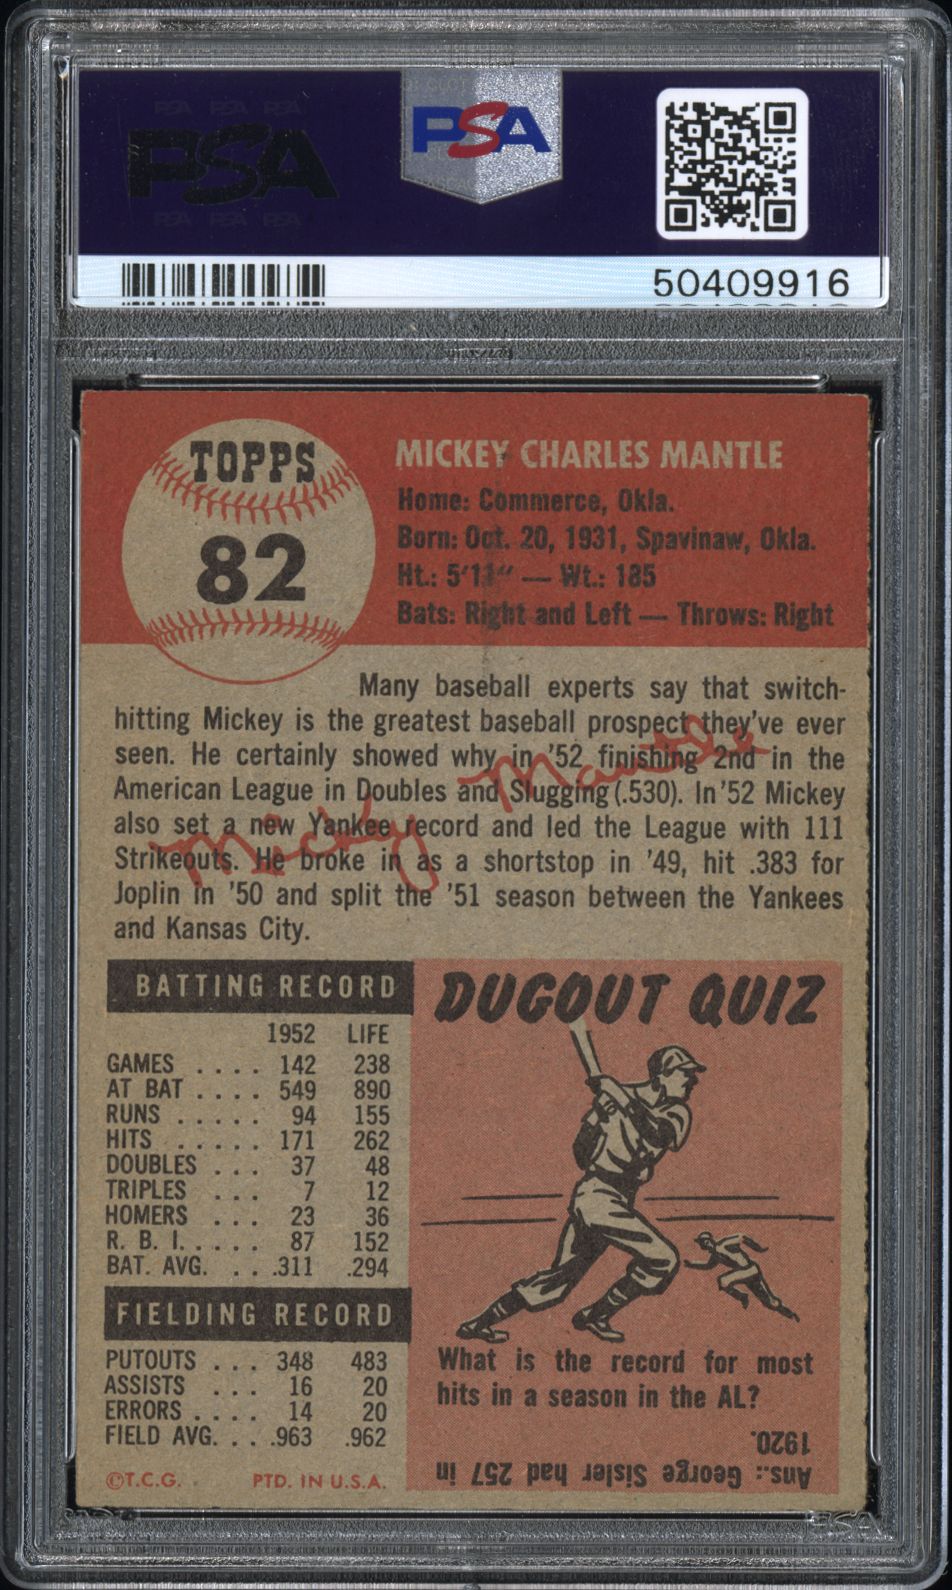 PSA
PSA
50409916
TOPPS
82
MICKEY CHARLES MANTLE
Home: Commerce, Okla.
Born: Oct. 20, 1931, Spavinaw, Okla.
Ht.: 5'11" — Wt.: 185
Bats: Right and Left — Throws: Right
Many baseball experts say that switch-
hitting Mickey is the greatest baseball prospect they've ever
seen. He certainly showed why in '52 finishing 2nd in the
American League in Doubles and Slugging (.530). In '52 Mickey
also set a new Yankee record and led the League with 111
Strikeouts. He broke in as a shortstop in '49, hit .383 for
Joplin in '50 and split the '51 season between the Yankees
and Kansas City.
Micky Mantle
BATTING RECORD
1952 LIFE
GAMES .... 142 238
AT BAT .... 549 890
RUNS ..... 94 155
HITS ..... 171 262
DOUBLES ... 37 48
TRIPLES ... 7 12
HOMERS ... 23 36
R. B. I. .... 87 152
BAT. AVG. . . .311 .294
FIELDING RECORD
PUTOUTS ... 348 483
ASSISTS ... 16 20
ERRORS .... 14 20
FIELD AVG. . . .963 .962
©T.C.G. PTD. IN U.S.A.
DUGOUT QUIZ
What is the record for most
hits in a season in the AL?
Ans.: George Sisler had 257 in
1920.
PSA